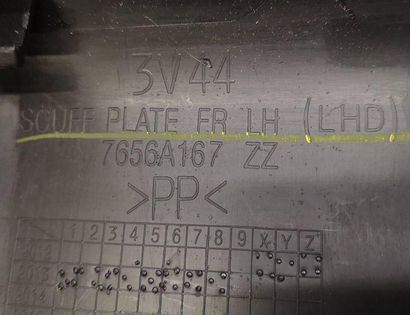 3V44
SCUFF PLATE FR LH (LHD)
7656A167 ZZ
>PP<
1 2 3 4 5 6 7 8 9 X Y Z